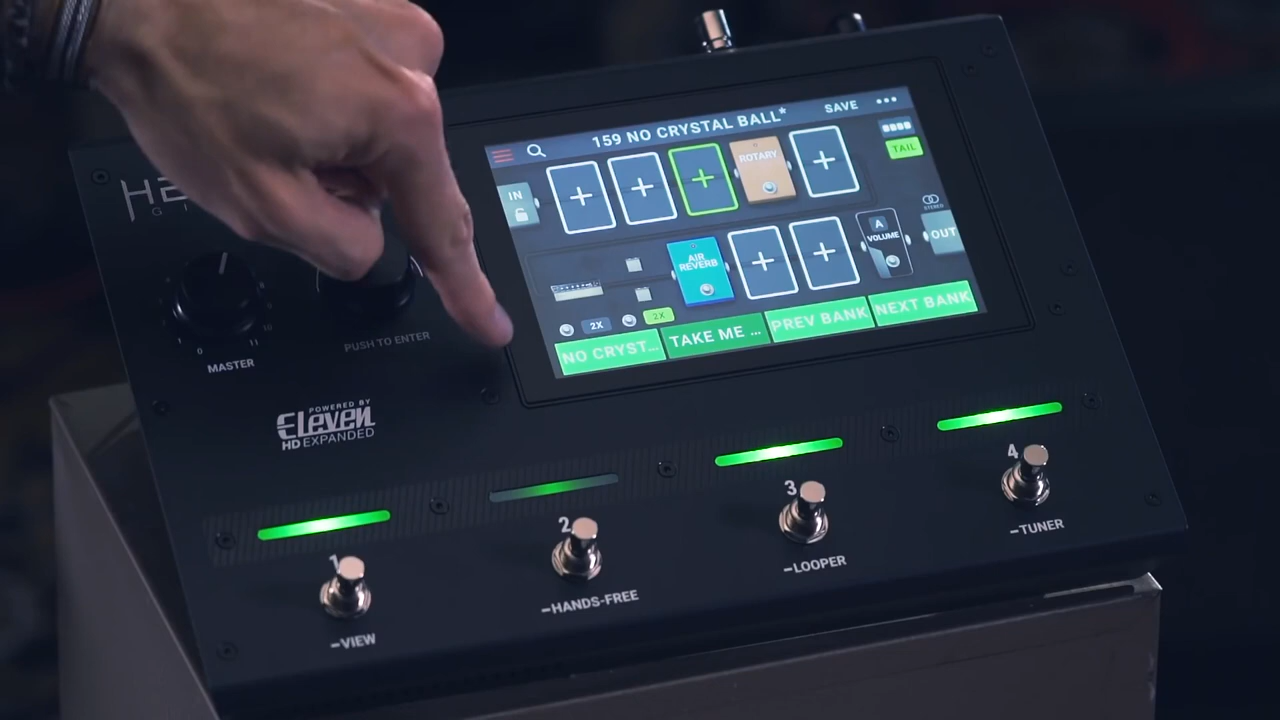 159 NO CRYSTAL BALL*
SAVE
IN
ROTARY
TAIL
STEREO
OUT
AIR
REVERB
A
VOLUME
2X
2X
NO CRYST...
TAKE ME ...
PREV BANK
NEXT BANK
0
11
MASTER
PUSH TO ENTER
POWERED BY
Eleven
HD EXPANDED
1
2
3
4
–VIEW
–HANDS-FREE
–LOOPER
–TUNER